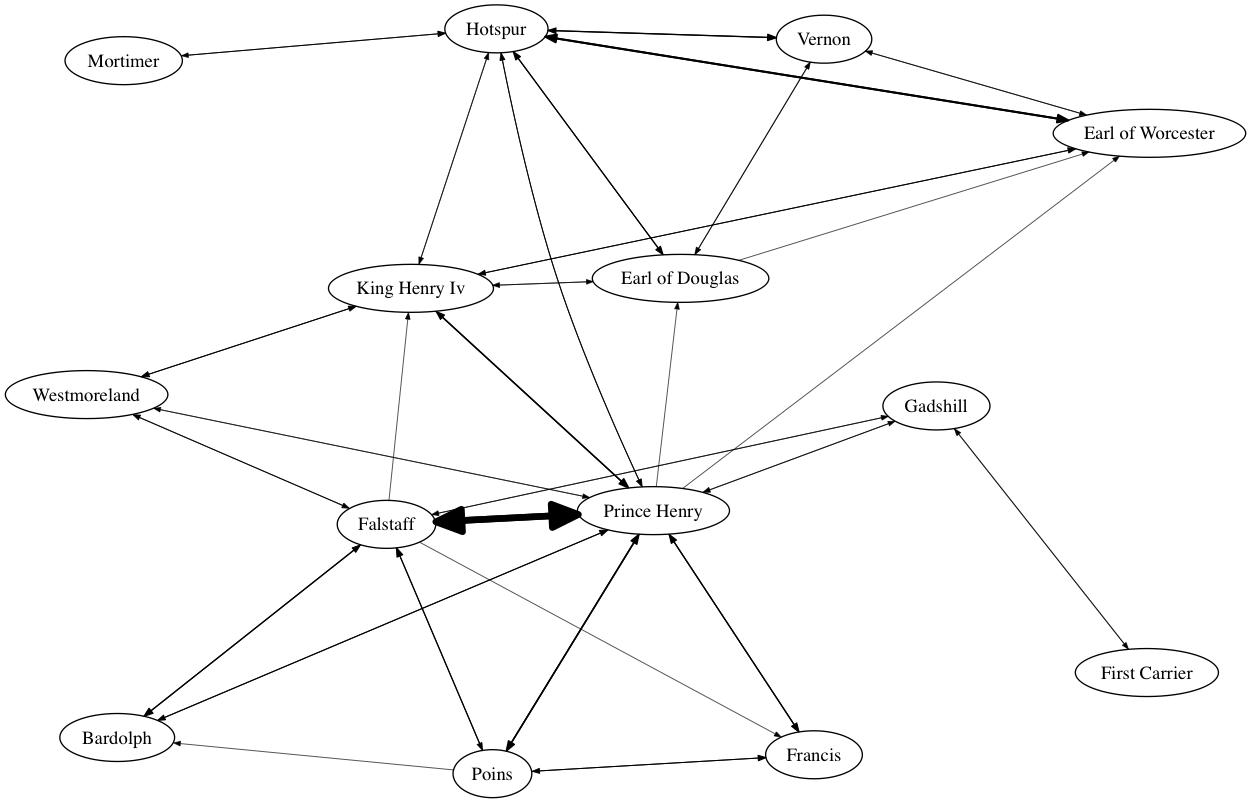 Hotspur
Vernon
Mortimer
Earl of Worcester
King Henry Iv
Earl of Douglas
Westmoreland
Gadshill
Falstaff
Prince Henry
First Carrier
Bardolph
Poins
Francis